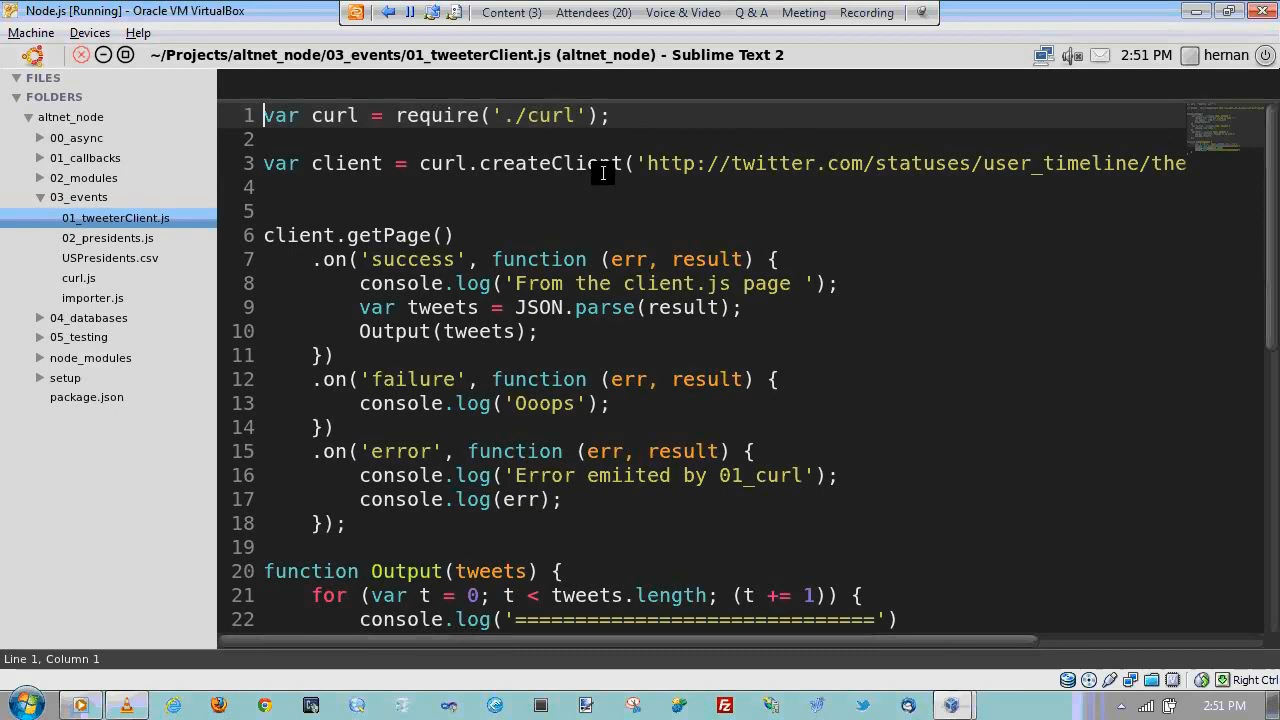 Node.js [Running] - Oracle VM VirtualBox
Content (3) Attendees (20) Voice & Video Q & A Meeting Recording
Machine Devices Help
~/Projects/altnet_node/03_events/01_tweeterClient.js (altnet_node) - Sublime Text 2
2:51 PM hernan
FILES
FOLDERS
altnet_node
00_async
01_callbacks
02_modules
03_events
01_tweeterClient.js
02_presidents.js
USPresidents.csv
curl.js
importer.js
04_databases
05_testing
node_modules
setup
package.json
1 var curl = require('./curl');
2
3 var client = curl.createClient('http://twitter.com/statuses/user_timeline/the
4
5
6 client.getPage()
7 .on('success', function (err, result) {
8 console.log('From the client.js page ');
9 var tweets = JSON.parse(result);
10 Output(tweets);
11 })
12 .on('failure', function (err, result) {
13 console.log('Ooops');
14 })
15 .on('error', function (err, result) {
16 console.log('Error emiited by 01_curl');
17 console.log(err);
18 });
19
20 function Output(tweets) {
21 for (var t = 0; t < tweets.length; (t += 1)) {
22 console.log('==============================')
Line 1, Column 1
Right Ctrl
2:51 PM